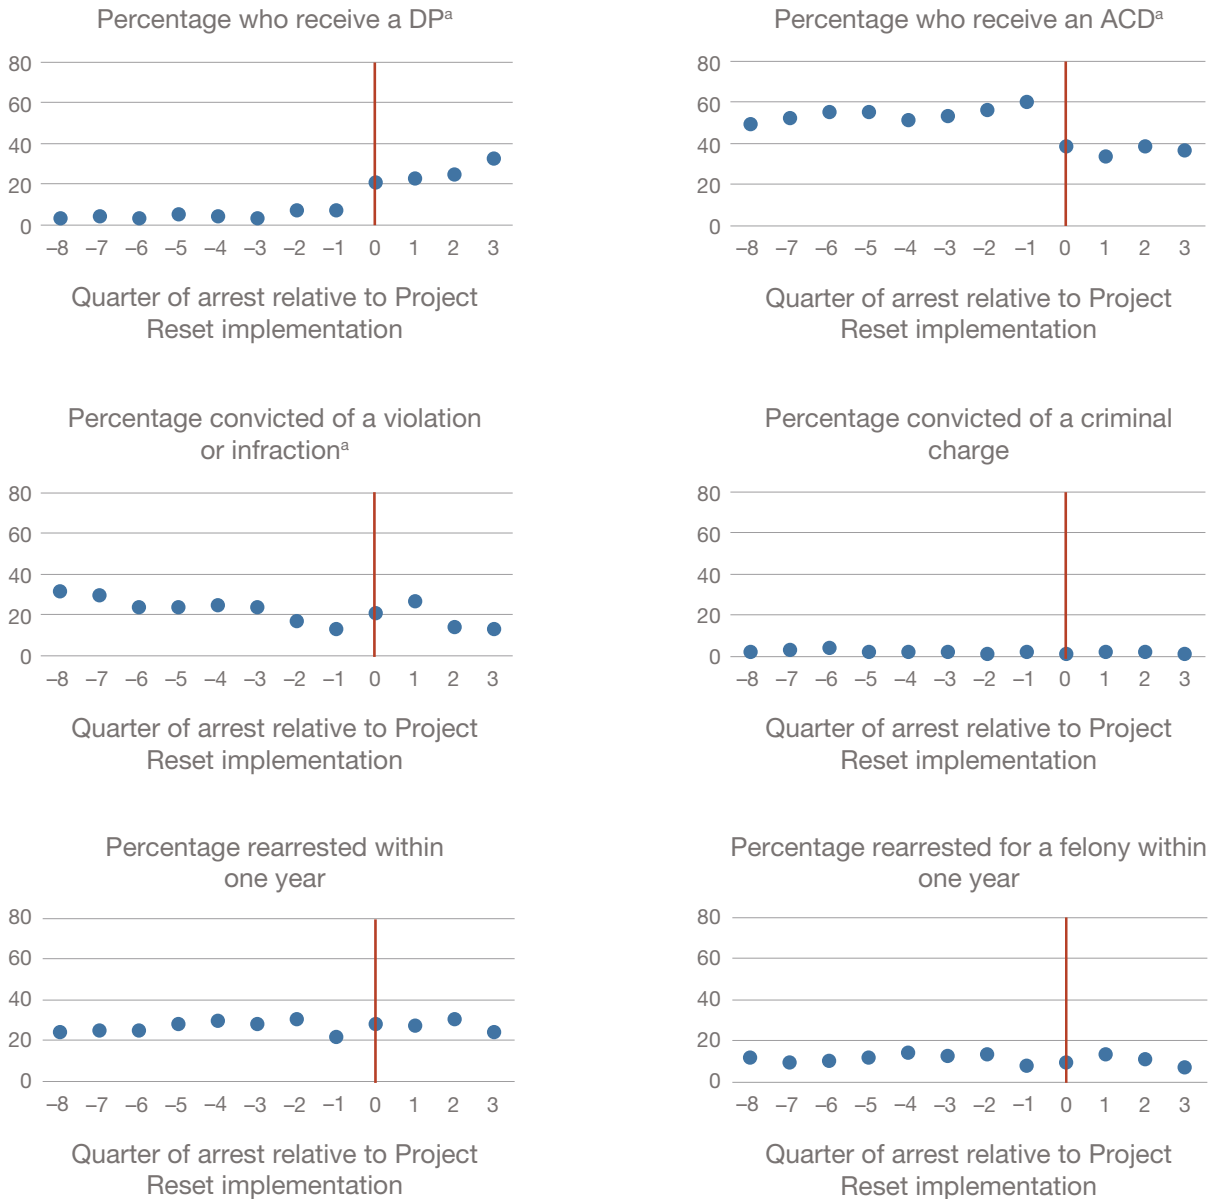 Percentage who receive a DPᵃ
80
60
40
20
0
–8 –7 –6 –5 –4 –3 –2 –1 0 1 2 3
Quarter of arrest relative to Project
Reset implementation
Percentage who receive an ACDᵃ
80
60
40
20
0
–8 –7 –6 –5 –4 –3 –2 –1 0 1 2 3
Quarter of arrest relative to Project
Reset implementation
Percentage convicted of a violation
or infractionᵃ
80
60
40
20
0
–8 –7 –6 –5 –4 –3 –2 –1 0 1 2 3
Quarter of arrest relative to Project
Reset implementation
Percentage convicted of a criminal
charge
80
60
40
20
0
–8 –7 –6 –5 –4 –3 –2 –1 0 1 2 3
Quarter of arrest relative to Project
Reset implementation
Percentage rearrested within
one year
80
60
40
20
0
–8 –7 –6 –5 –4 –3 –2 –1 0 1 2 3
Quarter of arrest relative to Project
Reset implementation
Percentage rearrested for a felony within
one year
80
60
40
20
0
–8 –7 –6 –5 –4 –3 –2 –1 0 1 2 3
Quarter of arrest relative to Project
Reset implementation